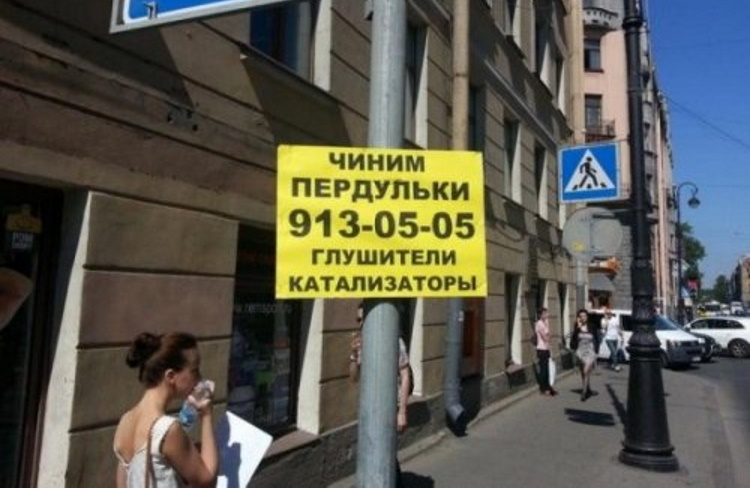 ЧИНИМ
ПЕРДУЛЬКИ
913-05-05
ГЛУШИТЕЛИ
КАТАЛИЗАТОРЫ